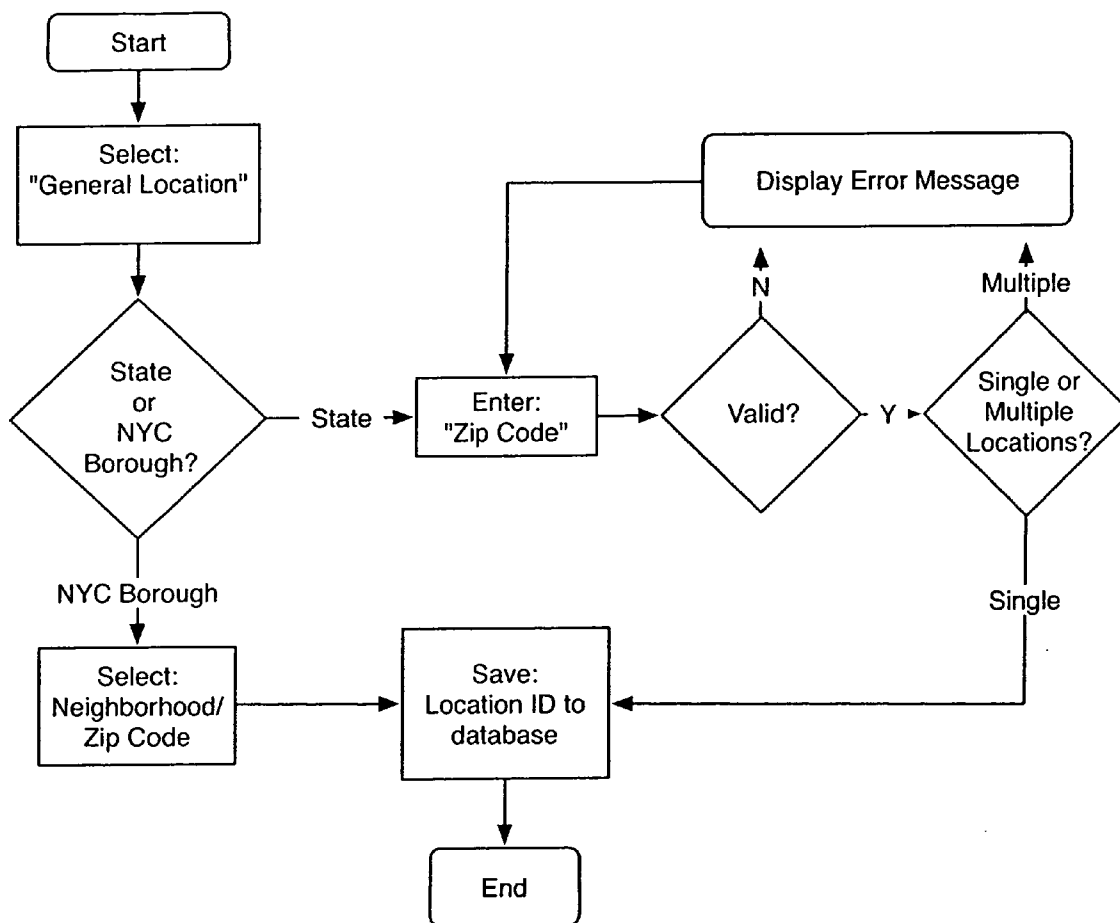 Start
Select:
"General Location"
Display Error Message
N
Multiple
State
or
NYC
Borough?
State
Enter:
"Zip Code"
Valid?
Y
Single or
Multiple
Locations?
NYC Borough
Single
Select:
Neighborhood/
Zip Code
Save:
Location ID to
database
End